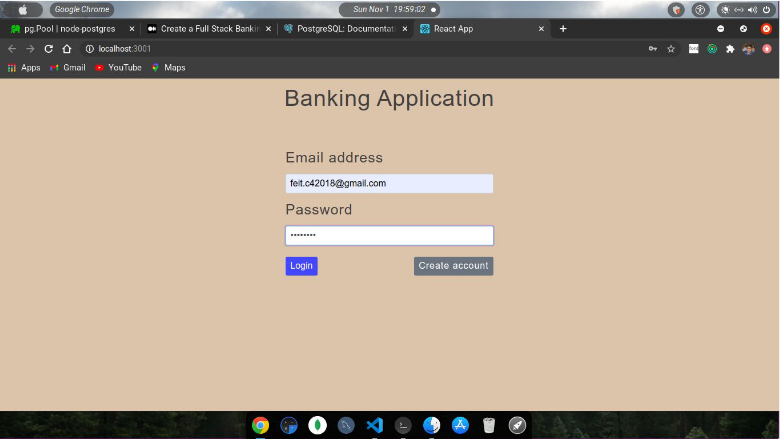 Google Chrome
Sun Nov 1 19:59:02
pg.Pool | node-postgres
Create a Full Stack Bankin
PostgreSQL: Documentati
React App
localhost:3001
Apps
Gmail
YouTube
Maps
Banking Application
Email address
feit.c42018@gmail.com
Password
••••••••
Login
Create account